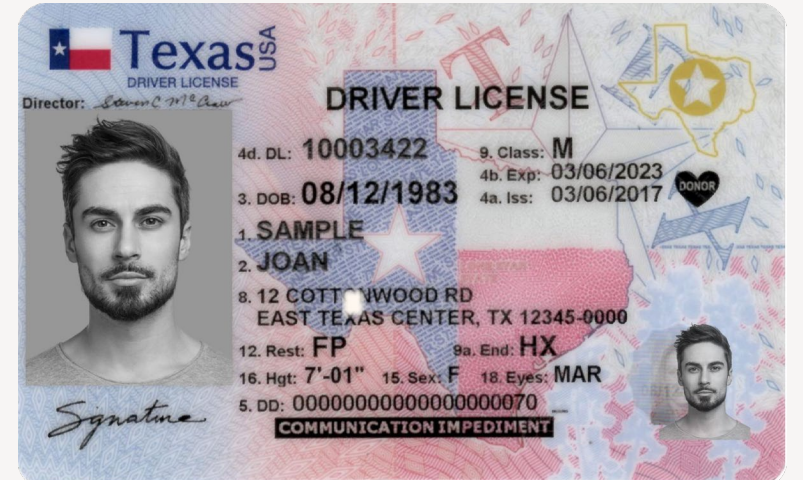 Texas USA
DRIVER LICENSE
Director: Steven C McCraw
DRIVER LICENSE
4d. DL: 10003422
9. Class: M
4b. Exp: 03/06/2023
3. DOB: 08/12/1983
4a. Iss: 03/06/2017
DONOR
1. SAMPLE
2. JOAN
8. 12 COTTONWOOD RD
EAST TEXAS CENTER, TX 12345-0000
12. Rest: FP
9a. End: HX
16. Hgt: 7'-01"
15. Sex: F
18. Eyes: MAR
5. DD: 00000000000000000070
Sgnatine
COMMUNICATION IMPEDIMENT